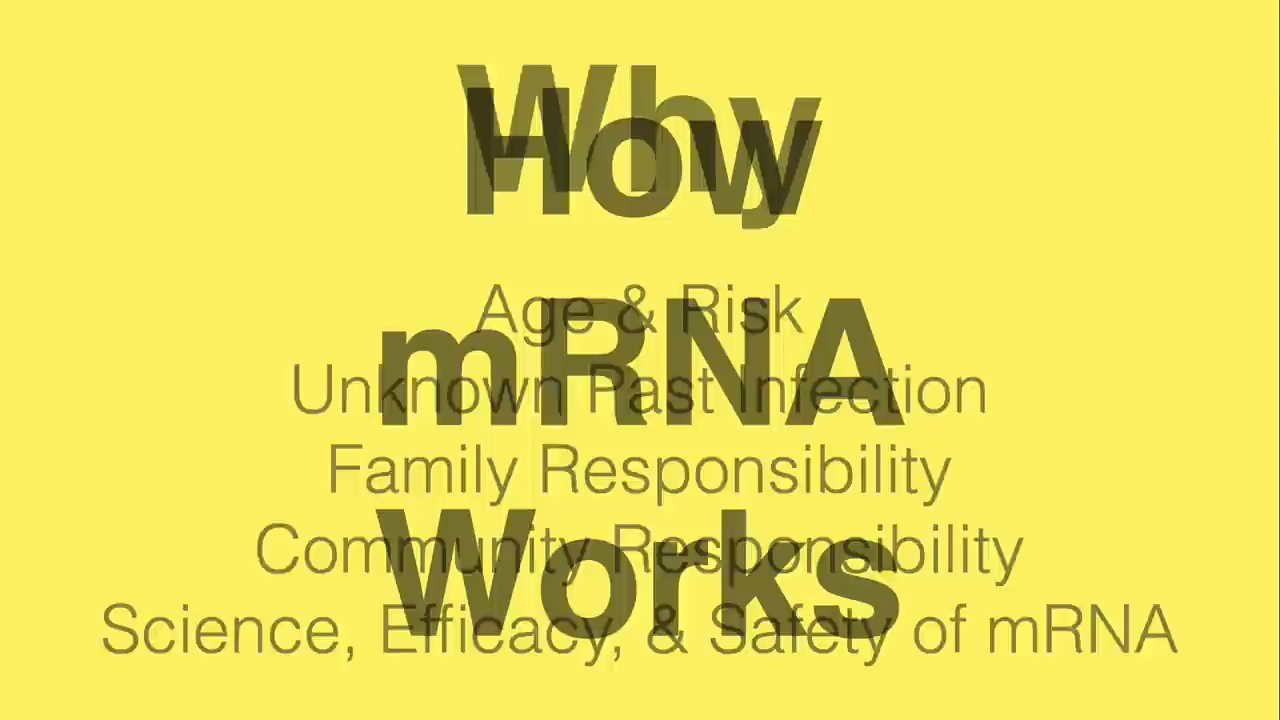 Why
How
Age & Risk
mRNA
Unknown Past Infection
Family Responsibility
Community Responsibility
Works
Science, Efficacy, & Safety of mRNA